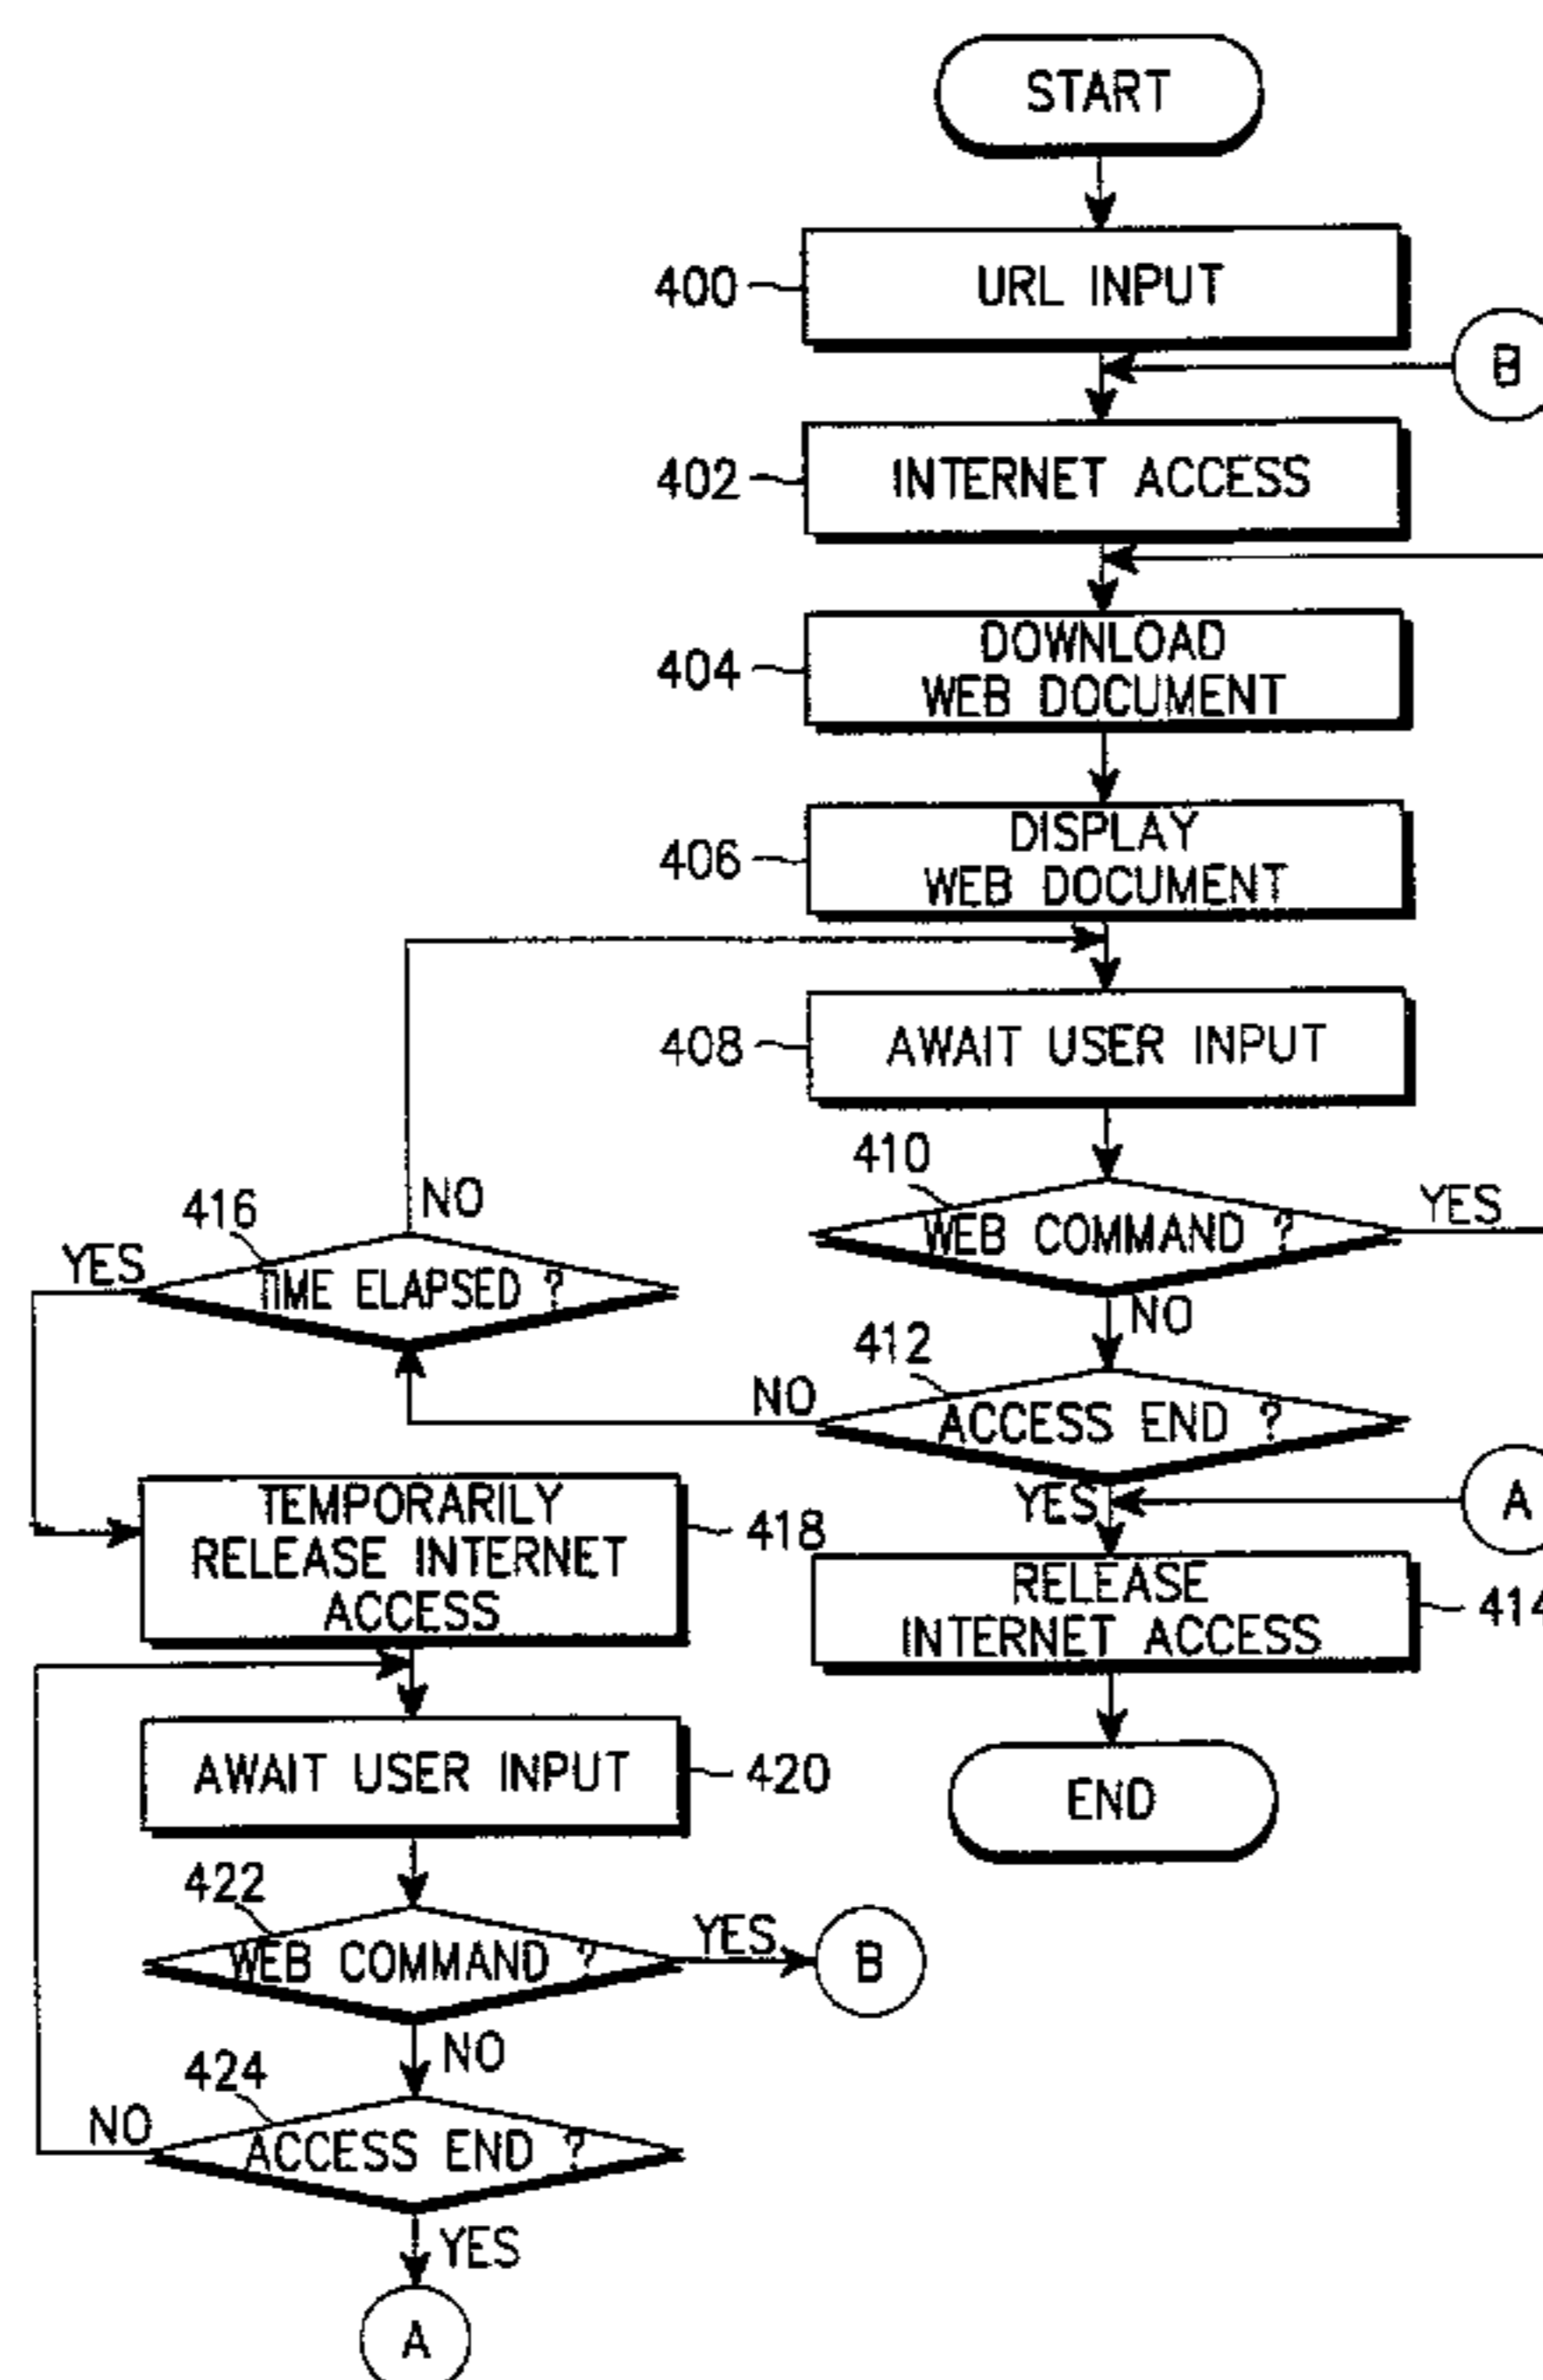 START
400
URL INPUT
B
402
INTERNET ACCESS
404
DOWNLOAD
WEB DOCUMENT
406
DISPLAY
WEB DOCUMENT
408
AWAIT USER INPUT
410
WEB COMMAND ?
YES
NO
416
TIME ELAPSED ?
NO
YES
412
ACCESS END ?
NO
YES
A
TEMPORARILY
RELEASE INTERNET
ACCESS
418
RELEASE
INTERNET ACCESS
414
AWAIT USER INPUT
420
END
422
WEB COMMAND ?
YES
B
NO
424
ACCESS END ?
NO
YES
A